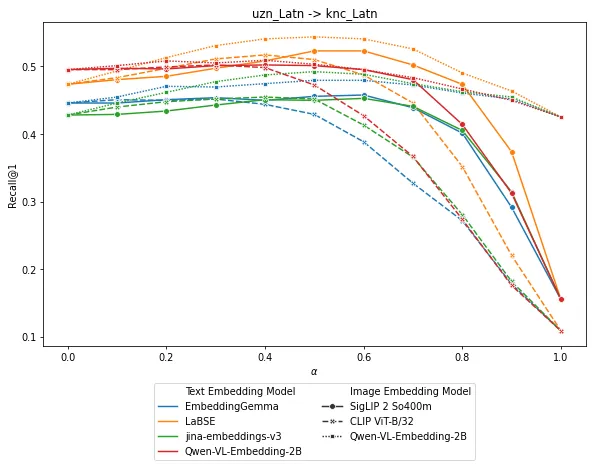 uzn_Latn -> knc_Latn
Recall@1
0.5
0.4
0.3
0.2
0.1
0.0 0.2 0.4 0.6 0.8 1.0
α
Text Embedding Model
EmbeddingGemma
LaBSE
jina-embeddings-v3
Qwen-VL-Embedding-2B
Image Embedding Model
SigLIP 2 So400m
CLIP ViT-B/32
Qwen-VL-Embedding-2B